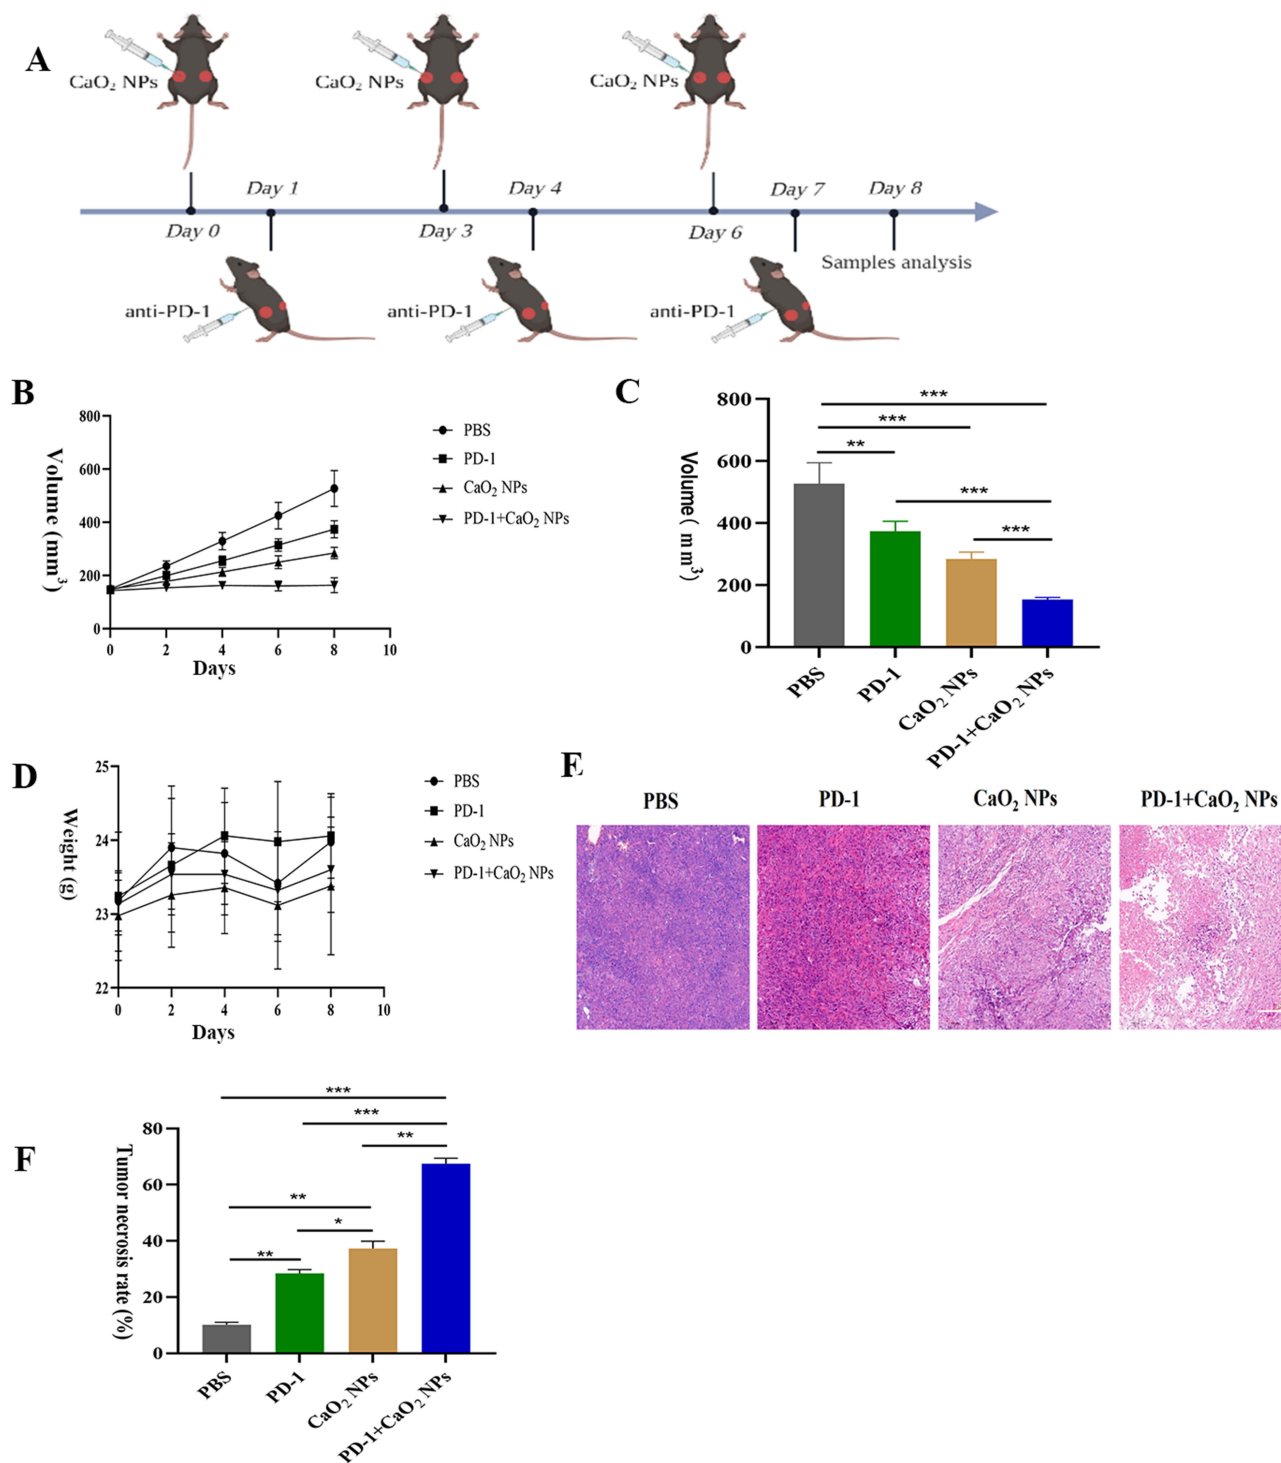 A
CaO₂ NPs
CaO₂ NPs
CaO₂ NPs
Day 1
Day 4
Day 7
Day 8
Day 0
Day 3
Day 6
Samples analysis
anti-PD-1
anti-PD-1
anti-PD-1
B
800
600
400
200
0
Volume (mm³)
0 2 4 6 8 10
Days
PBS
PD-1
CaO₂ NPs
PD-1+CaO₂ NPs
C
800
600
400
200
0
Volume( mm³)
***
***
**
***
***
PBS
PD-1
CaO₂ NPs
PD-1+CaO₂ NPs
D
25
24
23
22
Weight (g)
0 2 4 6 8 10
Days
PBS
PD-1
CaO₂ NPs
PD-1+CaO₂ NPs
E
PBS PD-1 CaO₂ NPs PD-1+CaO₂ NPs
F
80
60
40
20
0
Tumor necrosis rate (%)
***
***
**
**
*
**
PBS
PD-1
CaO₂ NPs
PD-1+CaO₂ NPs